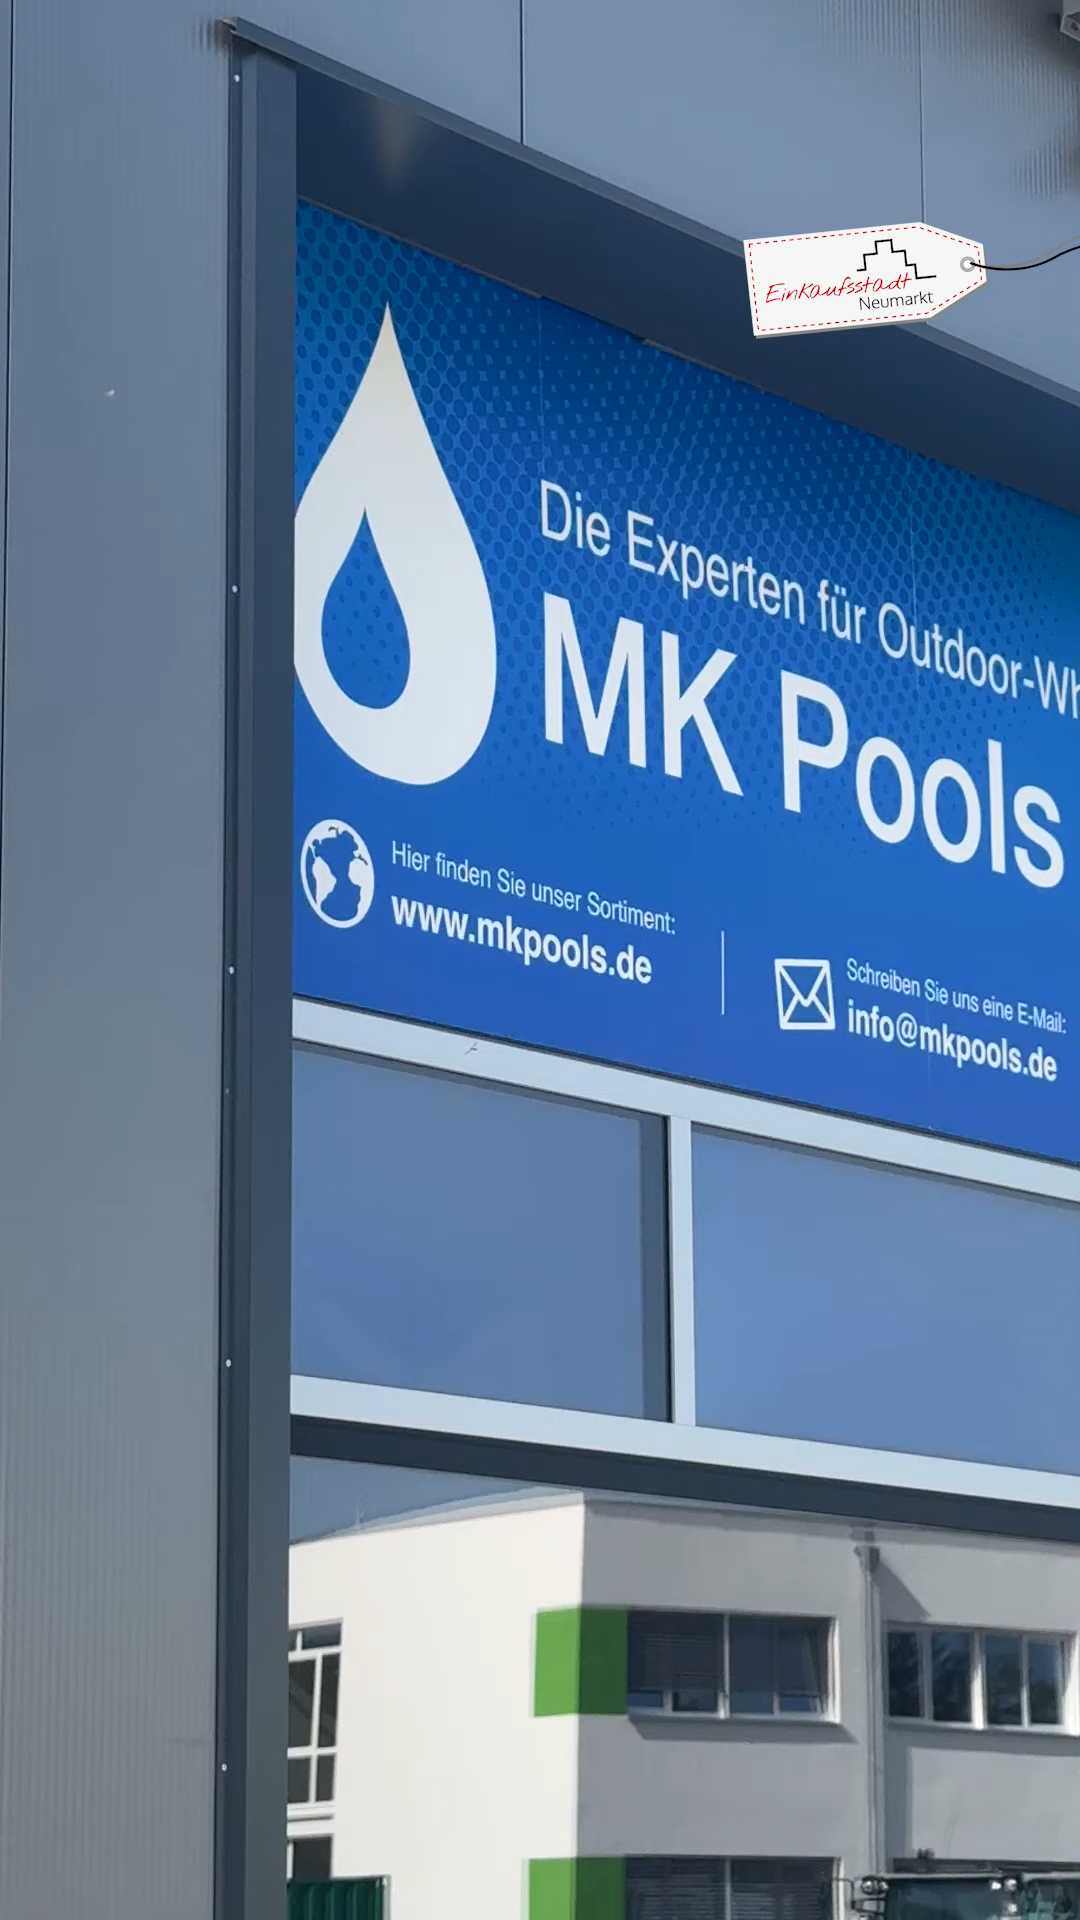 Einkaufsstadt
Neumarkt
Die Experten für Outdoor-Wh
MK Pools
Hier finden Sie unser Sortiment:
www.mkpools.de
Schreiben Sie uns eine E-Mail:
info@mkpools.de